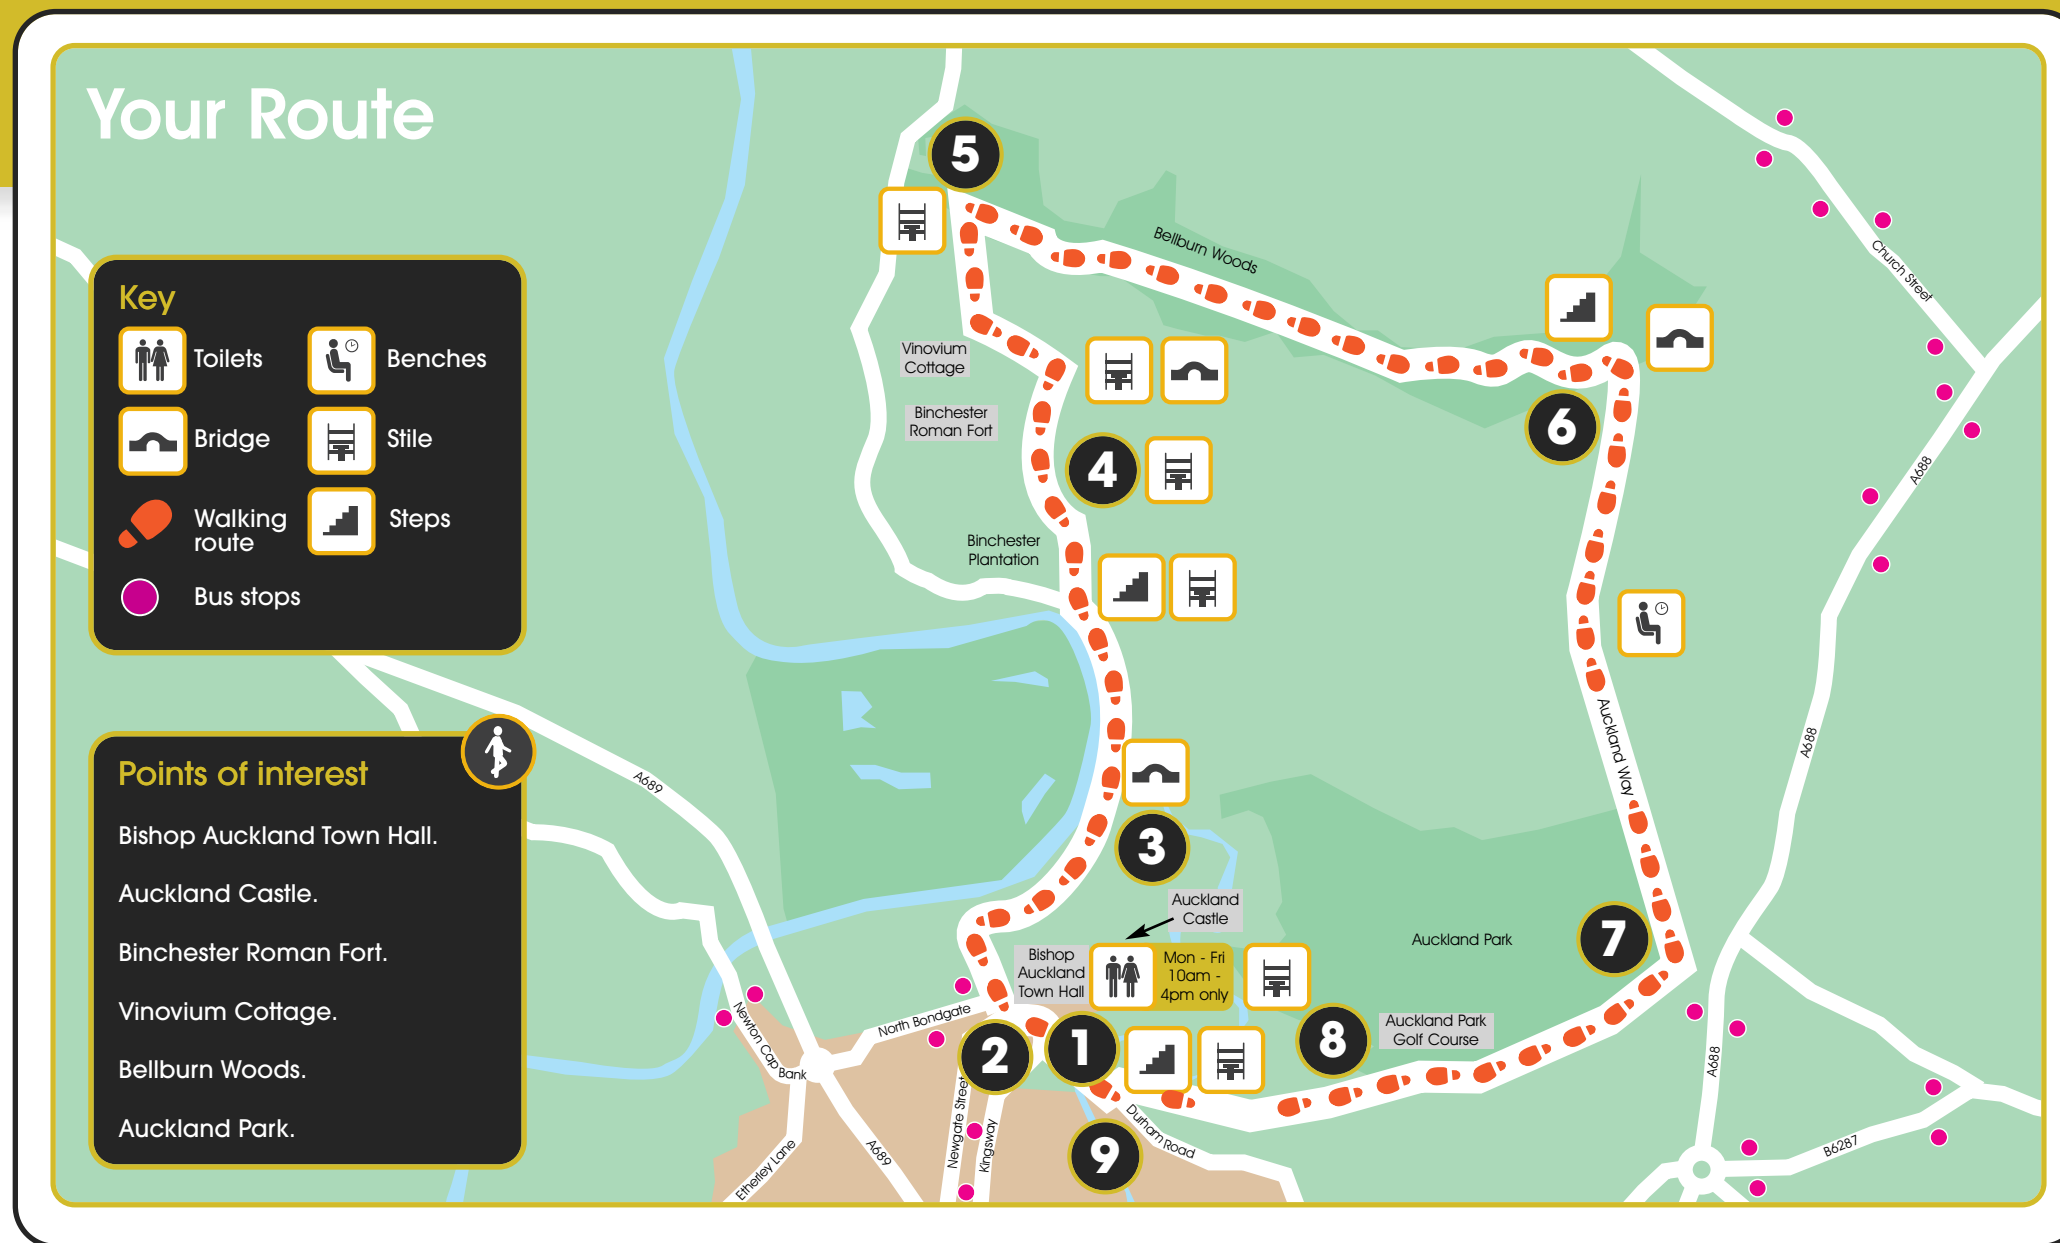 Your Route
Key
Toilets
Benches
Bridge
Stile
Walking
route
Steps
Bus stops
Points of interest
Bishop Auckland Town Hall.
Auckland Castle.
Binchester Roman Fort.
Vinovium Cottage.
Bellburn Woods.
Auckland Park.
5
Bellburn Woods
Church Street
Vinovium
Cottage
Binchester
Roman Fort
4
6
A688
Binchester
Plantation
Auckland Way
A688
A689
3
Auckland
Castle
Auckland Park
7
Bishop
Auckland
Town Hall
Mon - Fri
10am -
4pm only
North Bondgate
Newton Cap Bank
2
1
8
Auckland Park
Golf Course
A688
Newgate Street
Kingsway
Durham Road
9
Etherley Lane
A689
B6287